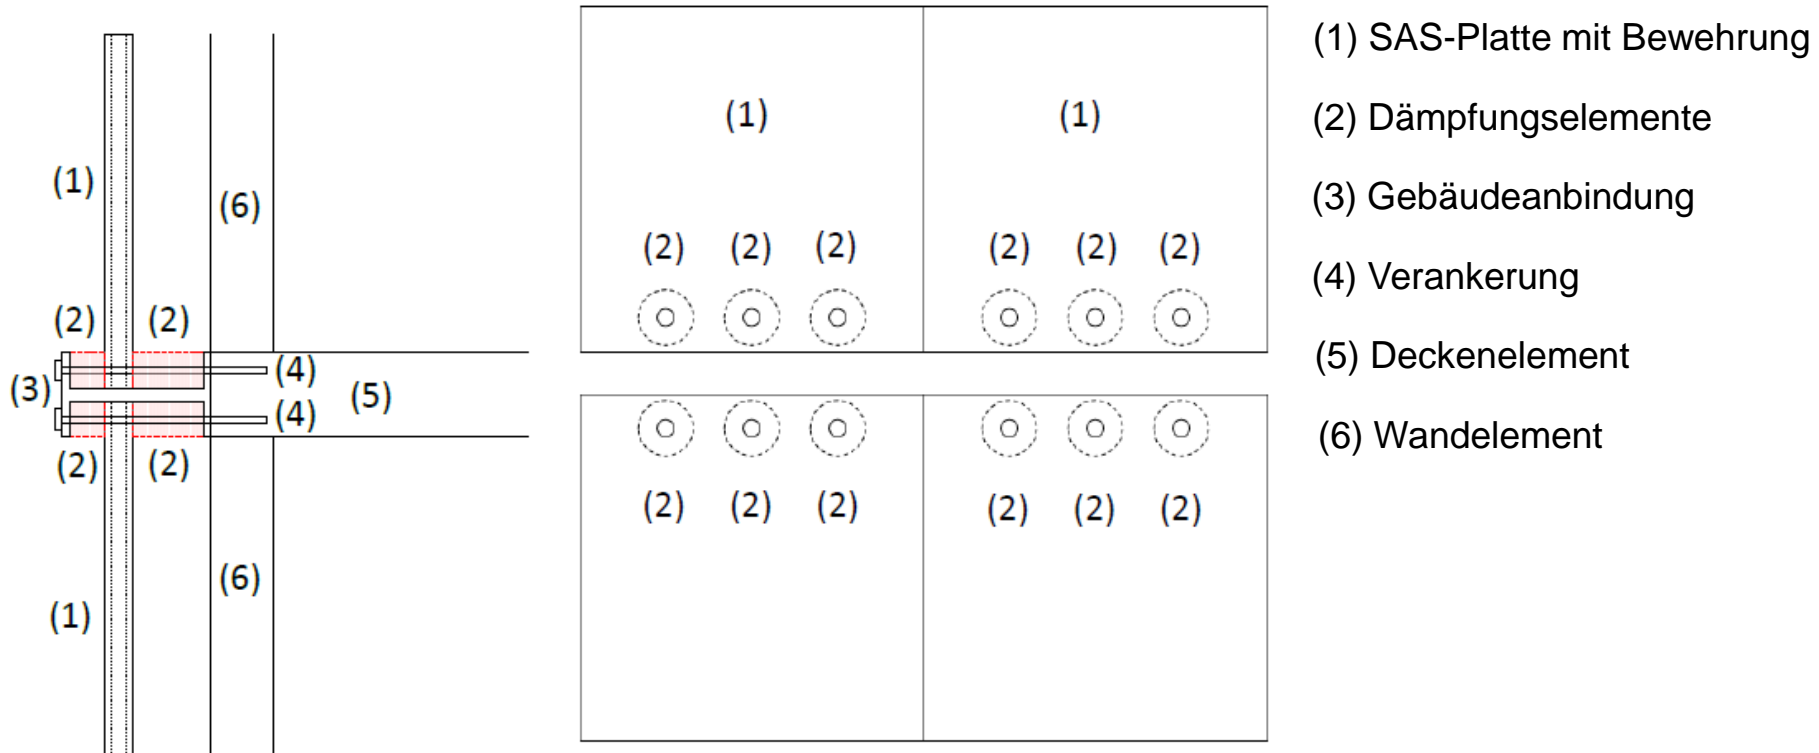 (1)
(6)
(2) (2)
(3)
(4)
(4)
(5)
(2) (2)
(6)
(1)
(1) (1)
(2) (2) (2) (2) (2) (2)
(2) (2) (2) (2) (2) (2)
(1) SAS-Platte mit Bewehrung
(2) Dämpfungselemente
(3) Gebäudeanbindung
(4) Verankerung
(5) Deckenelement
(6) Wandelement